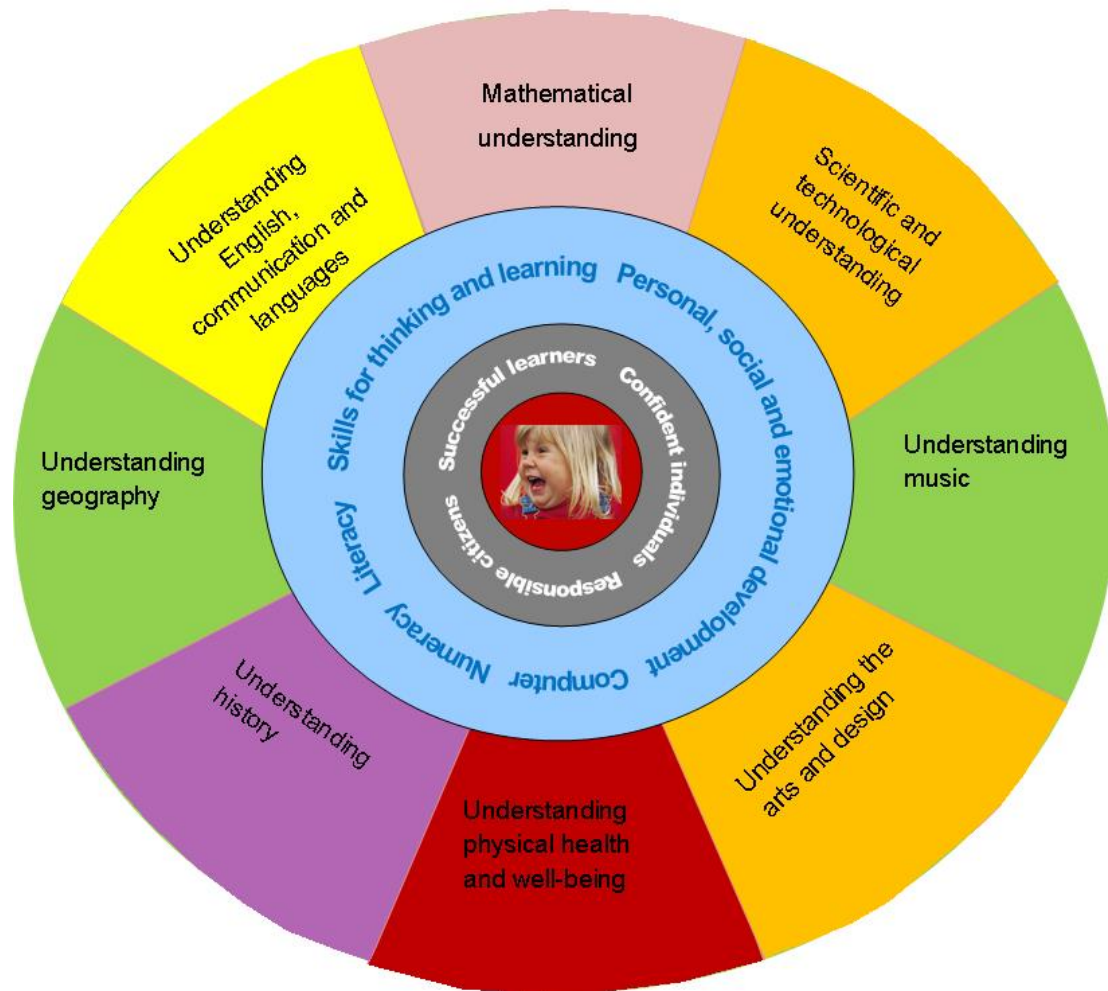 Mathematical
understanding
Scientific and
technological
understanding
Understanding
music
Understanding the
arts and design
Understanding
physical health
and well-being
Understanding
history
Understanding
geography
Understanding
English,
communication and
languages
Skills for thinking and learning
Personal, social and emotional development
Computer
Numeracy
Literacy
Successful learners
Confident individuals
Responsible citizens